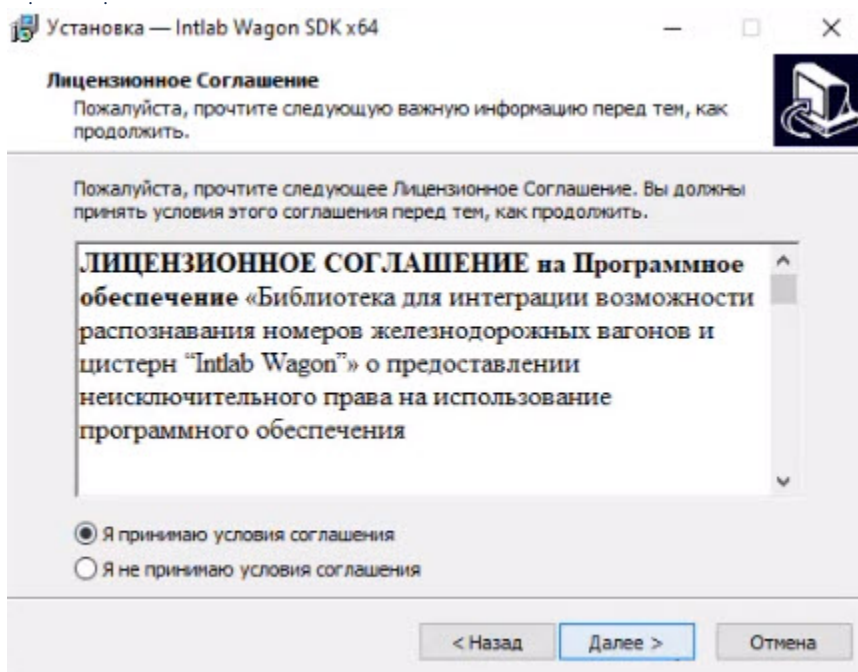 Установка — Intlab Wagon SDK x64
Лицензионное Соглашение
Пожалуйста, прочтите следующую важную информацию перед тем, как
продолжить.
Пожалуйста, прочтите следующее Лицензионное Соглашение. Вы должны
принять условия этого соглашения перед тем, как продолжить.
ЛИЦЕНЗИОННОЕ СОГЛАШЕНИЕ на Программное
обеспечение «Библиотека для интеграции возможности
распознавания номеров железнодорожных вагонов и
цистерн “Intlab Wagon”» о предоставлении
неисключительного права на использование
программного обеспечения
Я принимаю условия соглашения
Я не принимаю условия соглашения
< Назад Далее > Отмена